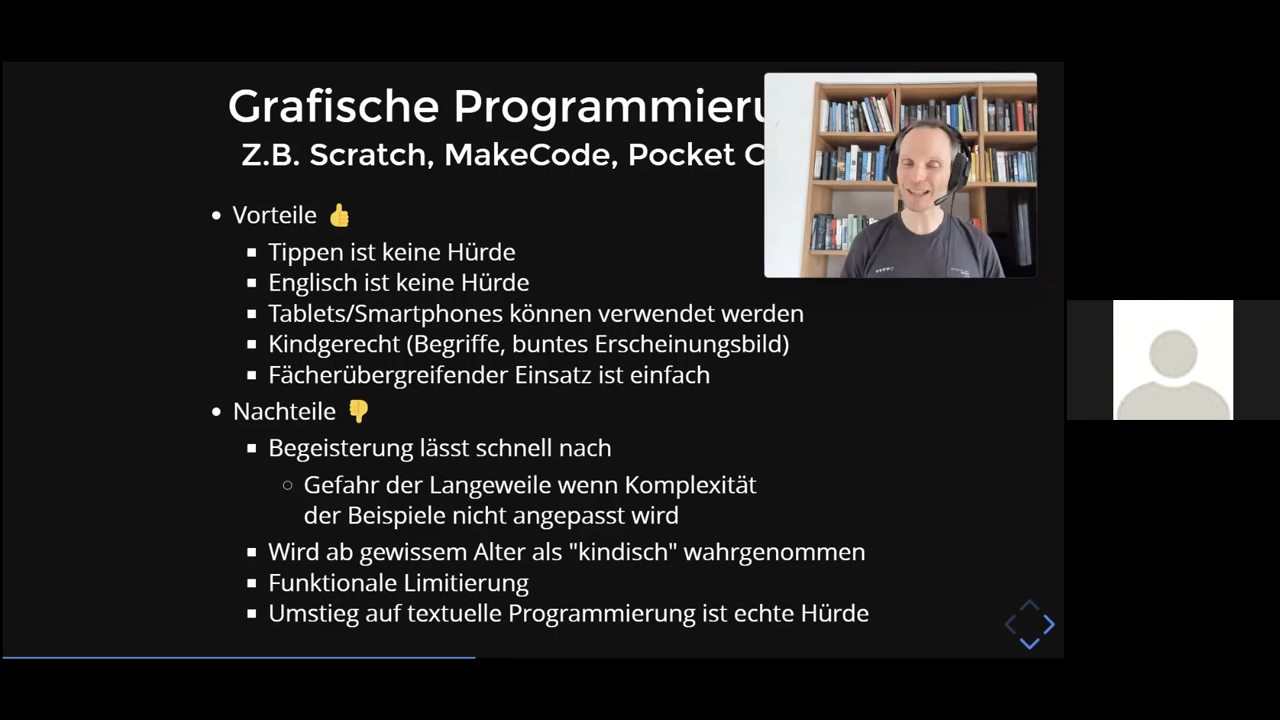 Grafische Programmieru
Z.B. Scratch, MakeCode, Pocket C
Vorteile 👍
Tippen ist keine Hürde
Englisch ist keine Hürde
Tablets/Smartphones können verwendet werden
Kindgerecht (Begriffe, buntes Erscheinungsbild)
Fächerübergreifender Einsatz ist einfach
Nachteile 👎
Begeisterung lässt schnell nach
Gefahr der Langeweile wenn Komplexität
der Beispiele nicht angepasst wird
Wird ab gewissem Alter als "kindisch" wahrgenommen
Funktionale Limitierung
Umstieg auf textuelle Programmierung ist echte Hürde